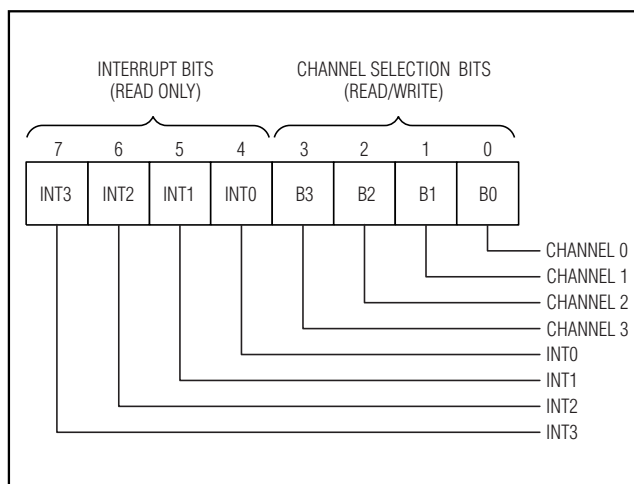 INTERRUPT BITS
(READ ONLY)
CHANNEL SELECTION BITS
(READ/WRITE)
7 6 5 4 3 2 1 0
INT3 INT2 INT1 INT0 B3 B2 B1 B0
CHANNEL 0
CHANNEL 1
CHANNEL 2
CHANNEL 3
INT0
INT1
INT2
INT3